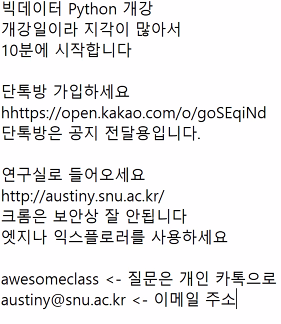 빅데이터 Python 개강
개강일이라 지각이 많아서
10분에 시작합니다
단톡방 가입하세요
hhttps://open.kakao.com/o/goSEqiNd
단톡방은 공지 전달용입니다.
연구실로 들어오세요
http://austiny.snu.ac.kr/
크롬은 보안상 잘 안됩니다
엣지나 익스플로러를 사용하세요
awesomeclass <- 질문은 개인 카톡으로
austiny@snu.ac.kr <- 이메일 주소